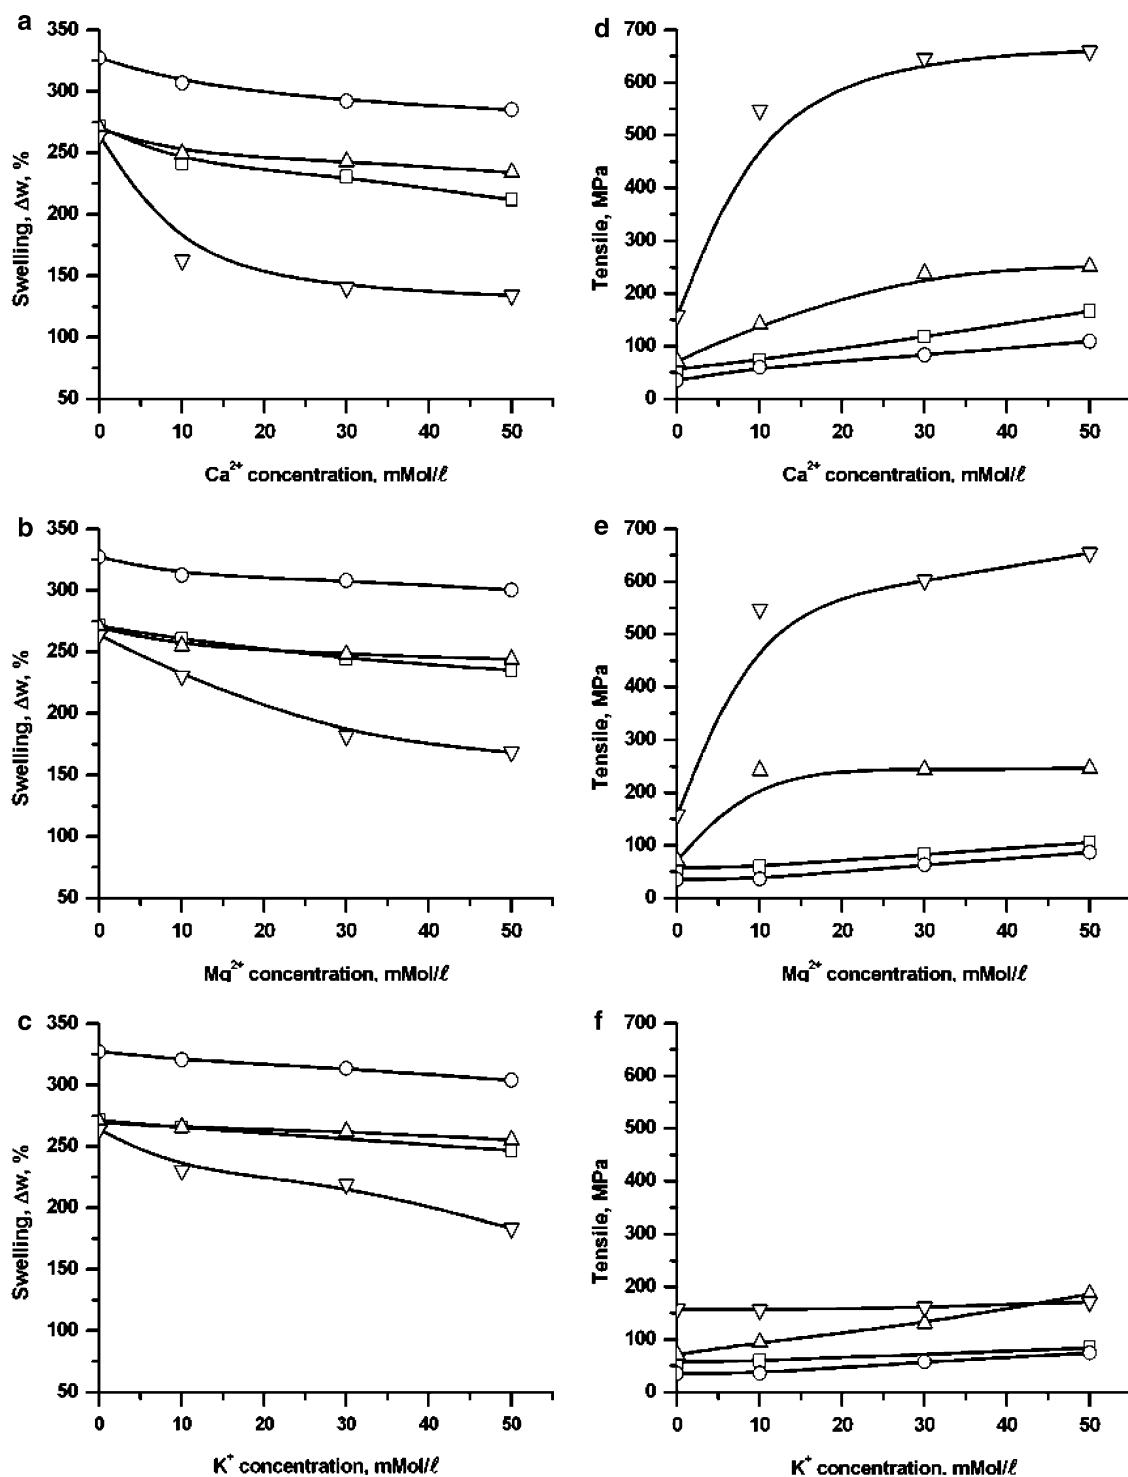 a
350
300
250
200
150
100
50
Swelling, Δw, %
0 10 20 30 40 50
Ca²⁺ concentration, mMol/ℓ
d
700
600
500
400
300
200
100
0
Tensile, MPa
0 10 20 30 40 50
Ca²⁺ concentration, mMol/ℓ
b
350
300
250
200
150
100
50
Swelling, Δw, %
0 10 20 30 40 50
Mg²⁺ concentration, mMol/ℓ
e
700
600
500
400
300
200
100
0
Tensile, MPa
0 10 20 30 40 50
Mg²⁺ concentration, mMol/ℓ
c
350
300
250
200
150
100
50
Swelling, Δw, %
0 10 20 30 40 50
K⁺ concentration, mMol/ℓ
f
700
600
500
400
300
200
100
0
Tensile, MPa
0 10 20 30 40 50
K⁺ concentration, mMol/ℓ